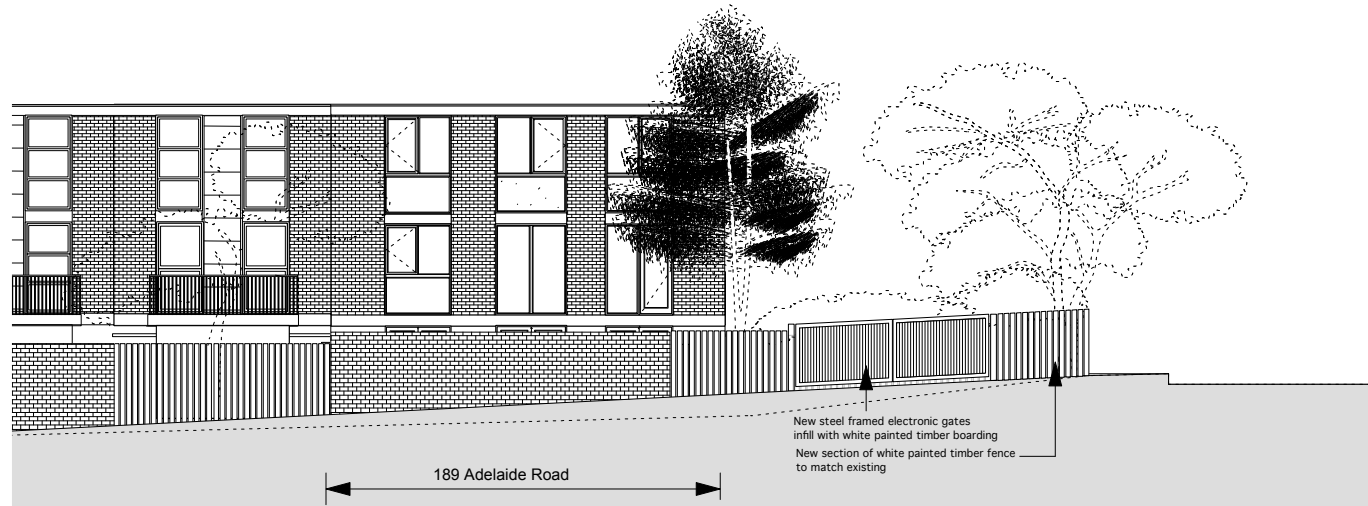 New steel framed electronic gates
infill with white painted timber boarding
New section of white painted timber fence
to match existing
189 Adelaide Road